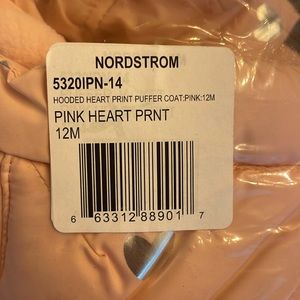 NORDSTROM
5320IPN-14
HOODED HEART PRINT PUFFER COAT:PINK:12M
PINK HEART PRNT
12M
6 63312 88901 7